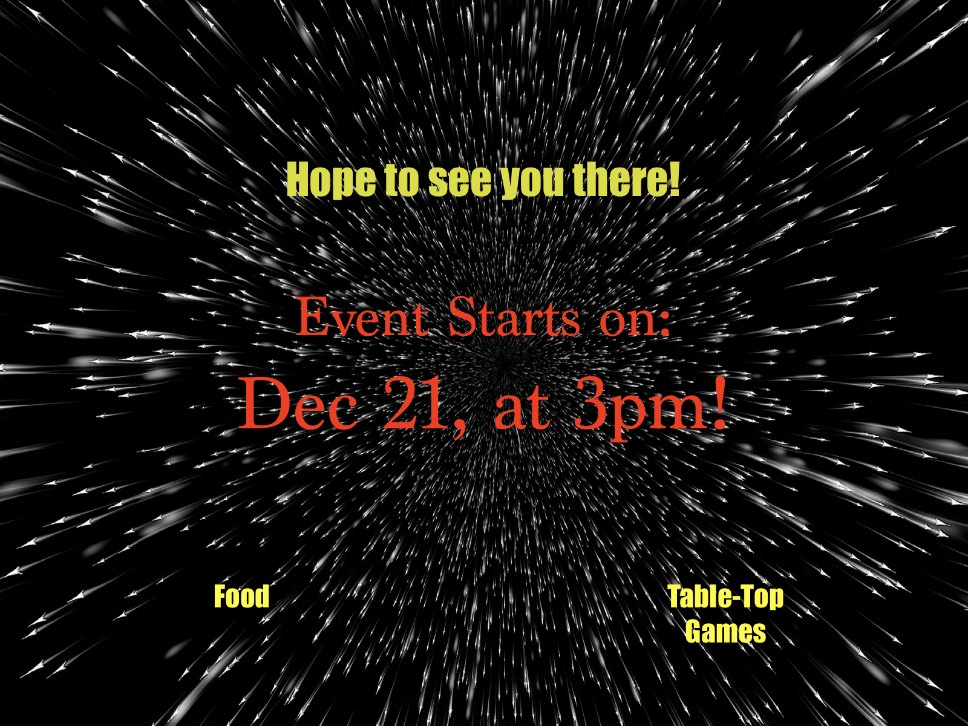 Hope to see you there!
Event Starts on:
Dec 21, at 3pm!
Food
Table-Top
Games